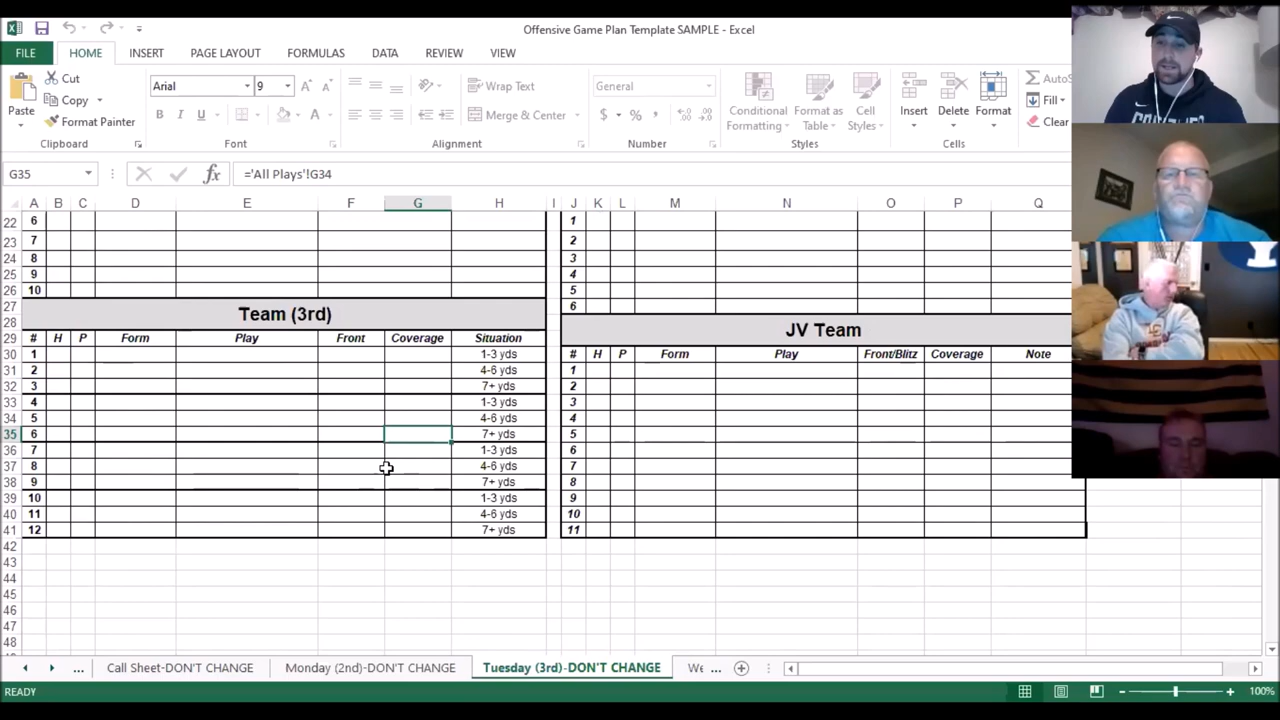 Offensive Game Plan Template SAMPLE - Excel
FILE HOME INSERT PAGE LAYOUT FORMULAS DATA REVIEW VIEW
Paste Cut Copy Format Painter
Arial 9
B I U A
Wrap Text
Merge & Center
General
$ % ,
Conditional Formatting Format as Table Cell Styles
Insert Delete Format
AutoS
Fill
Clear
Clipboard Font Alignment Number Styles Cells
G35 fx ='All Plays'!G34
A B C D E F G H I J K L M N O P Q
22 6 1
23 7 2
24 8 3
25 9 4
26 10 5
27 Team (3rd) 6
28 JV Team
29 # H P Form Play Front Coverage Situation
30 1 1-3 yds # H P Form Play Front/Blitz Coverage Note
31 2 4-6 yds 1
32 3 7+ yds 2
33 4 1-3 yds 3
34 5 4-6 yds 4
35 6 7+ yds 5
36 7 1-3 yds 6
37 8 4-6 yds 7
38 9 7+ yds 8
39 10 1-3 yds 9
40 11 4-6 yds 10
41 12 7+ yds 11
42
43
44
45
46
47
48
... Call Sheet-DON'T CHANGE Monday (2nd)-DON'T CHANGE Tuesday (3rd)-DON'T CHANGE We ...
READY 100%